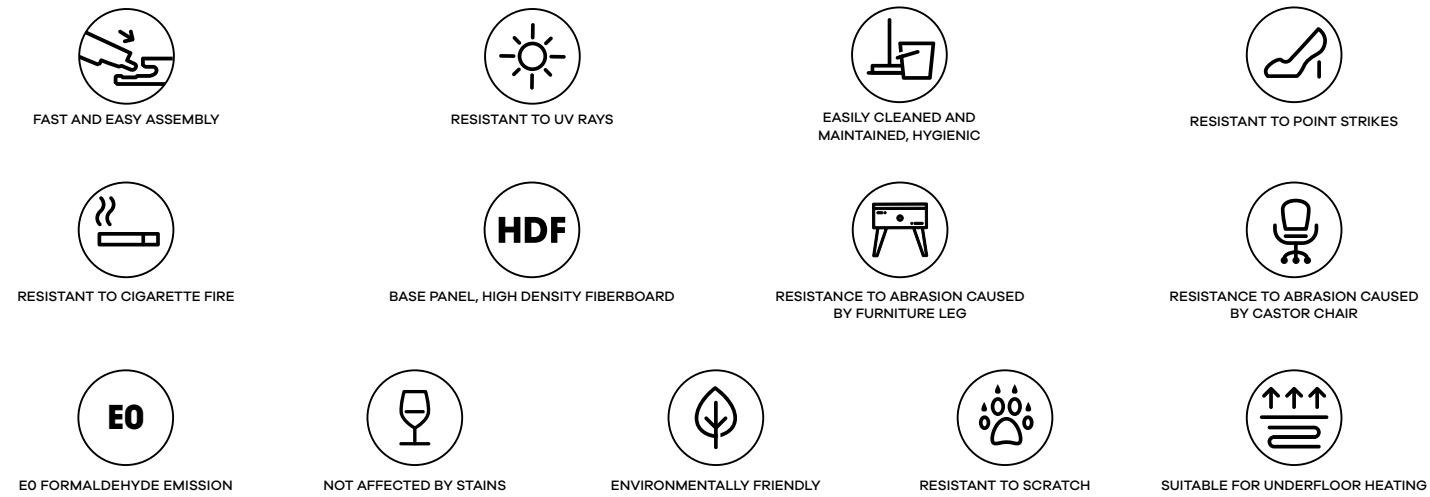 FAST AND EASY ASSEMBLY
RESISTANT TO UV RAYS
EASILY CLEANED AND
MAINTAINED, HYGIENIC
RESISTANT TO POINT STRIKES
RESISTANT TO CIGARETTE FIRE
HDF
BASE PANEL, HIGH DENSITY FIBERBOARD
RESISTANCE TO ABRASION CAUSED
BY FURNITURE LEG
RESISTANCE TO ABRASION CAUSED
BY CASTOR CHAIR
E0
E0 FORMALDEHYDE EMISSION
NOT AFFECTED BY STAINS
ENVIRONMENTALLY FRIENDLY
RESISTANT TO SCRATCH
SUITABLE FOR UNDERFLOOR HEATING